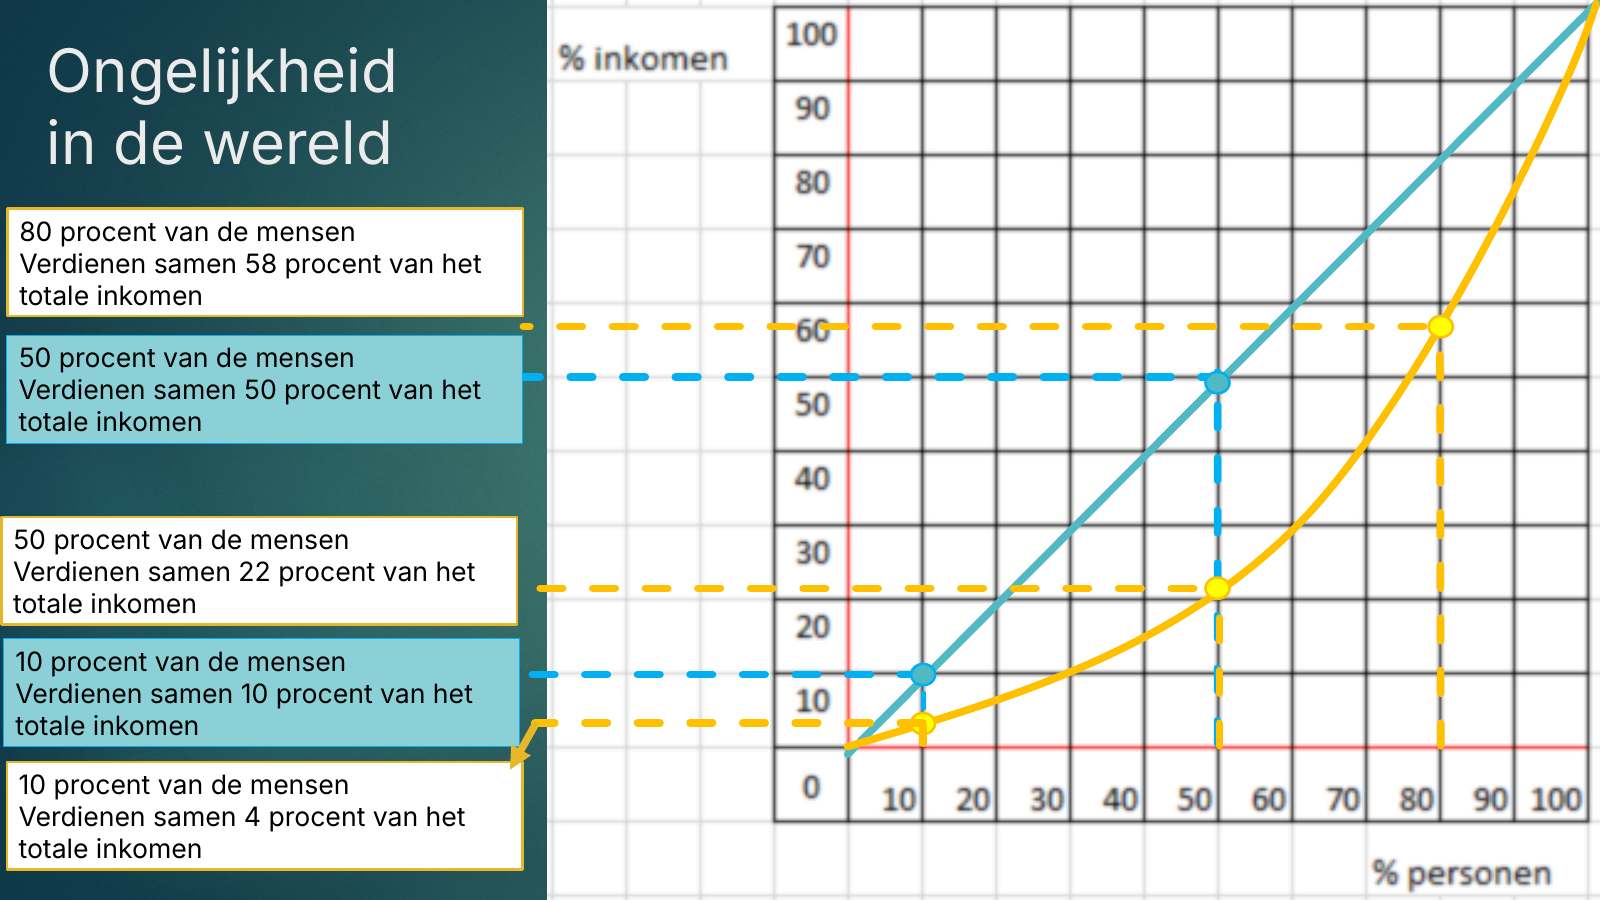 Ongelijkheid
in de wereld
80 procent van de mensen
Verdienen samen 58 procent van het
totale inkomen
50 procent van de mensen
Verdienen samen 50 procent van het
totale inkomen
50 procent van de mensen
Verdienen samen 22 procent van het
totale inkomen
10 procent van de mensen
Verdienen samen 10 procent van het
totale inkomen
10 procent van de mensen
Verdienen samen 4 procent van het
totale inkomen
% inkomen
100
90
80
70
60
50
40
30
20
10
0
10 20 30 40 50 60 70 80 90 100
% personen